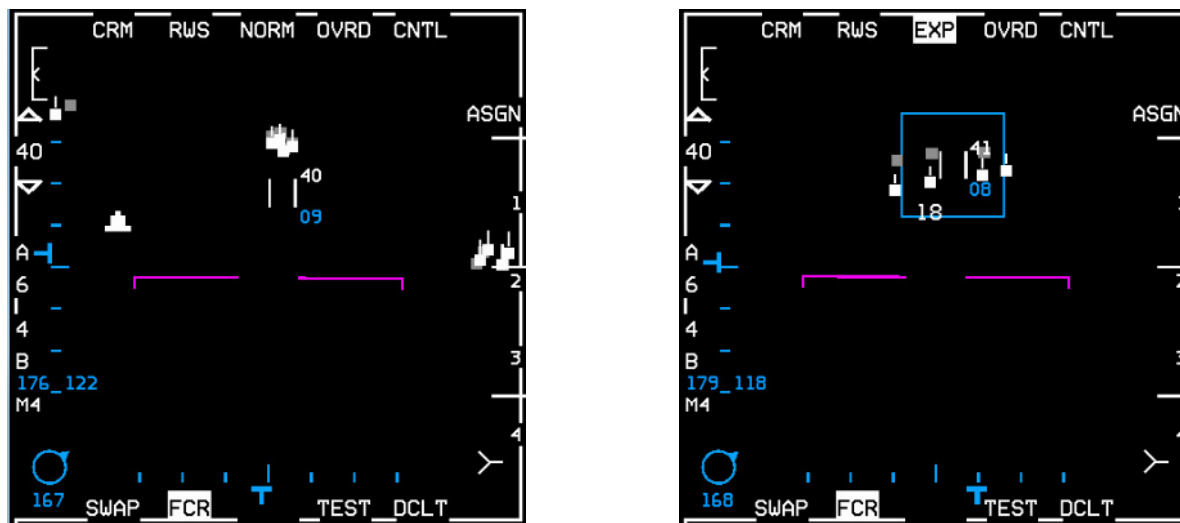 CRM RWS NORM OVRD CNTL
ASGN
40
40
09
1
A
6
2
4
3
B
176_122
M4
4
167
SWAP FCR TEST DCLT
CRM RWS EXP OVRD CNTL
ASGN
40
41
08
18
A
6
4
B
179_118
M4
168
SWAP FCR TEST DCLT